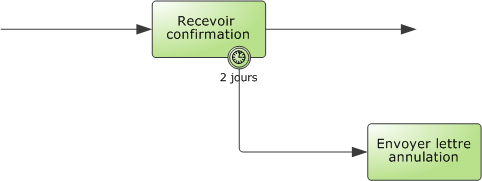 Recevoir
confirmation
2 jours
Envoyer lettre
annulation